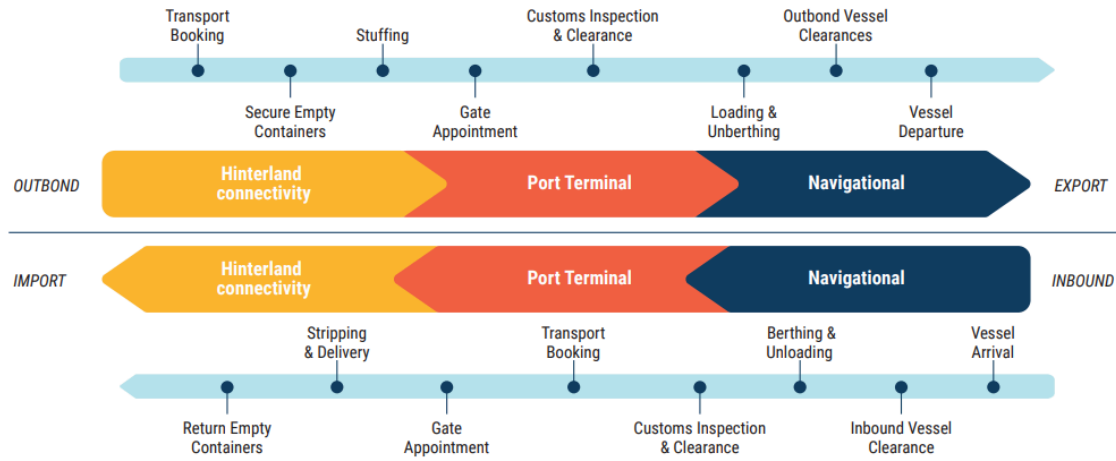 Transport
Booking
Stuffing
Customs Inspection
& Clearance
Outbond Vessel
Clearances
Secure Empty
Containers
Gate
Appointment
Loading &
Unberthing
Vessel
Departure
OUTBOND
Hinterland
connectivity
Port Terminal
Navigational
EXPORT
IMPORT
Hinterland
connectivity
Port Terminal
Navigational
INBOUND
Stripping
& Delivery
Transport
Booking
Berthing &
Unloading
Vessel
Arrival
Return Empty
Containers
Gate
Appointment
Customs Inspection
& Clearance
Inbound Vessel
Clearance